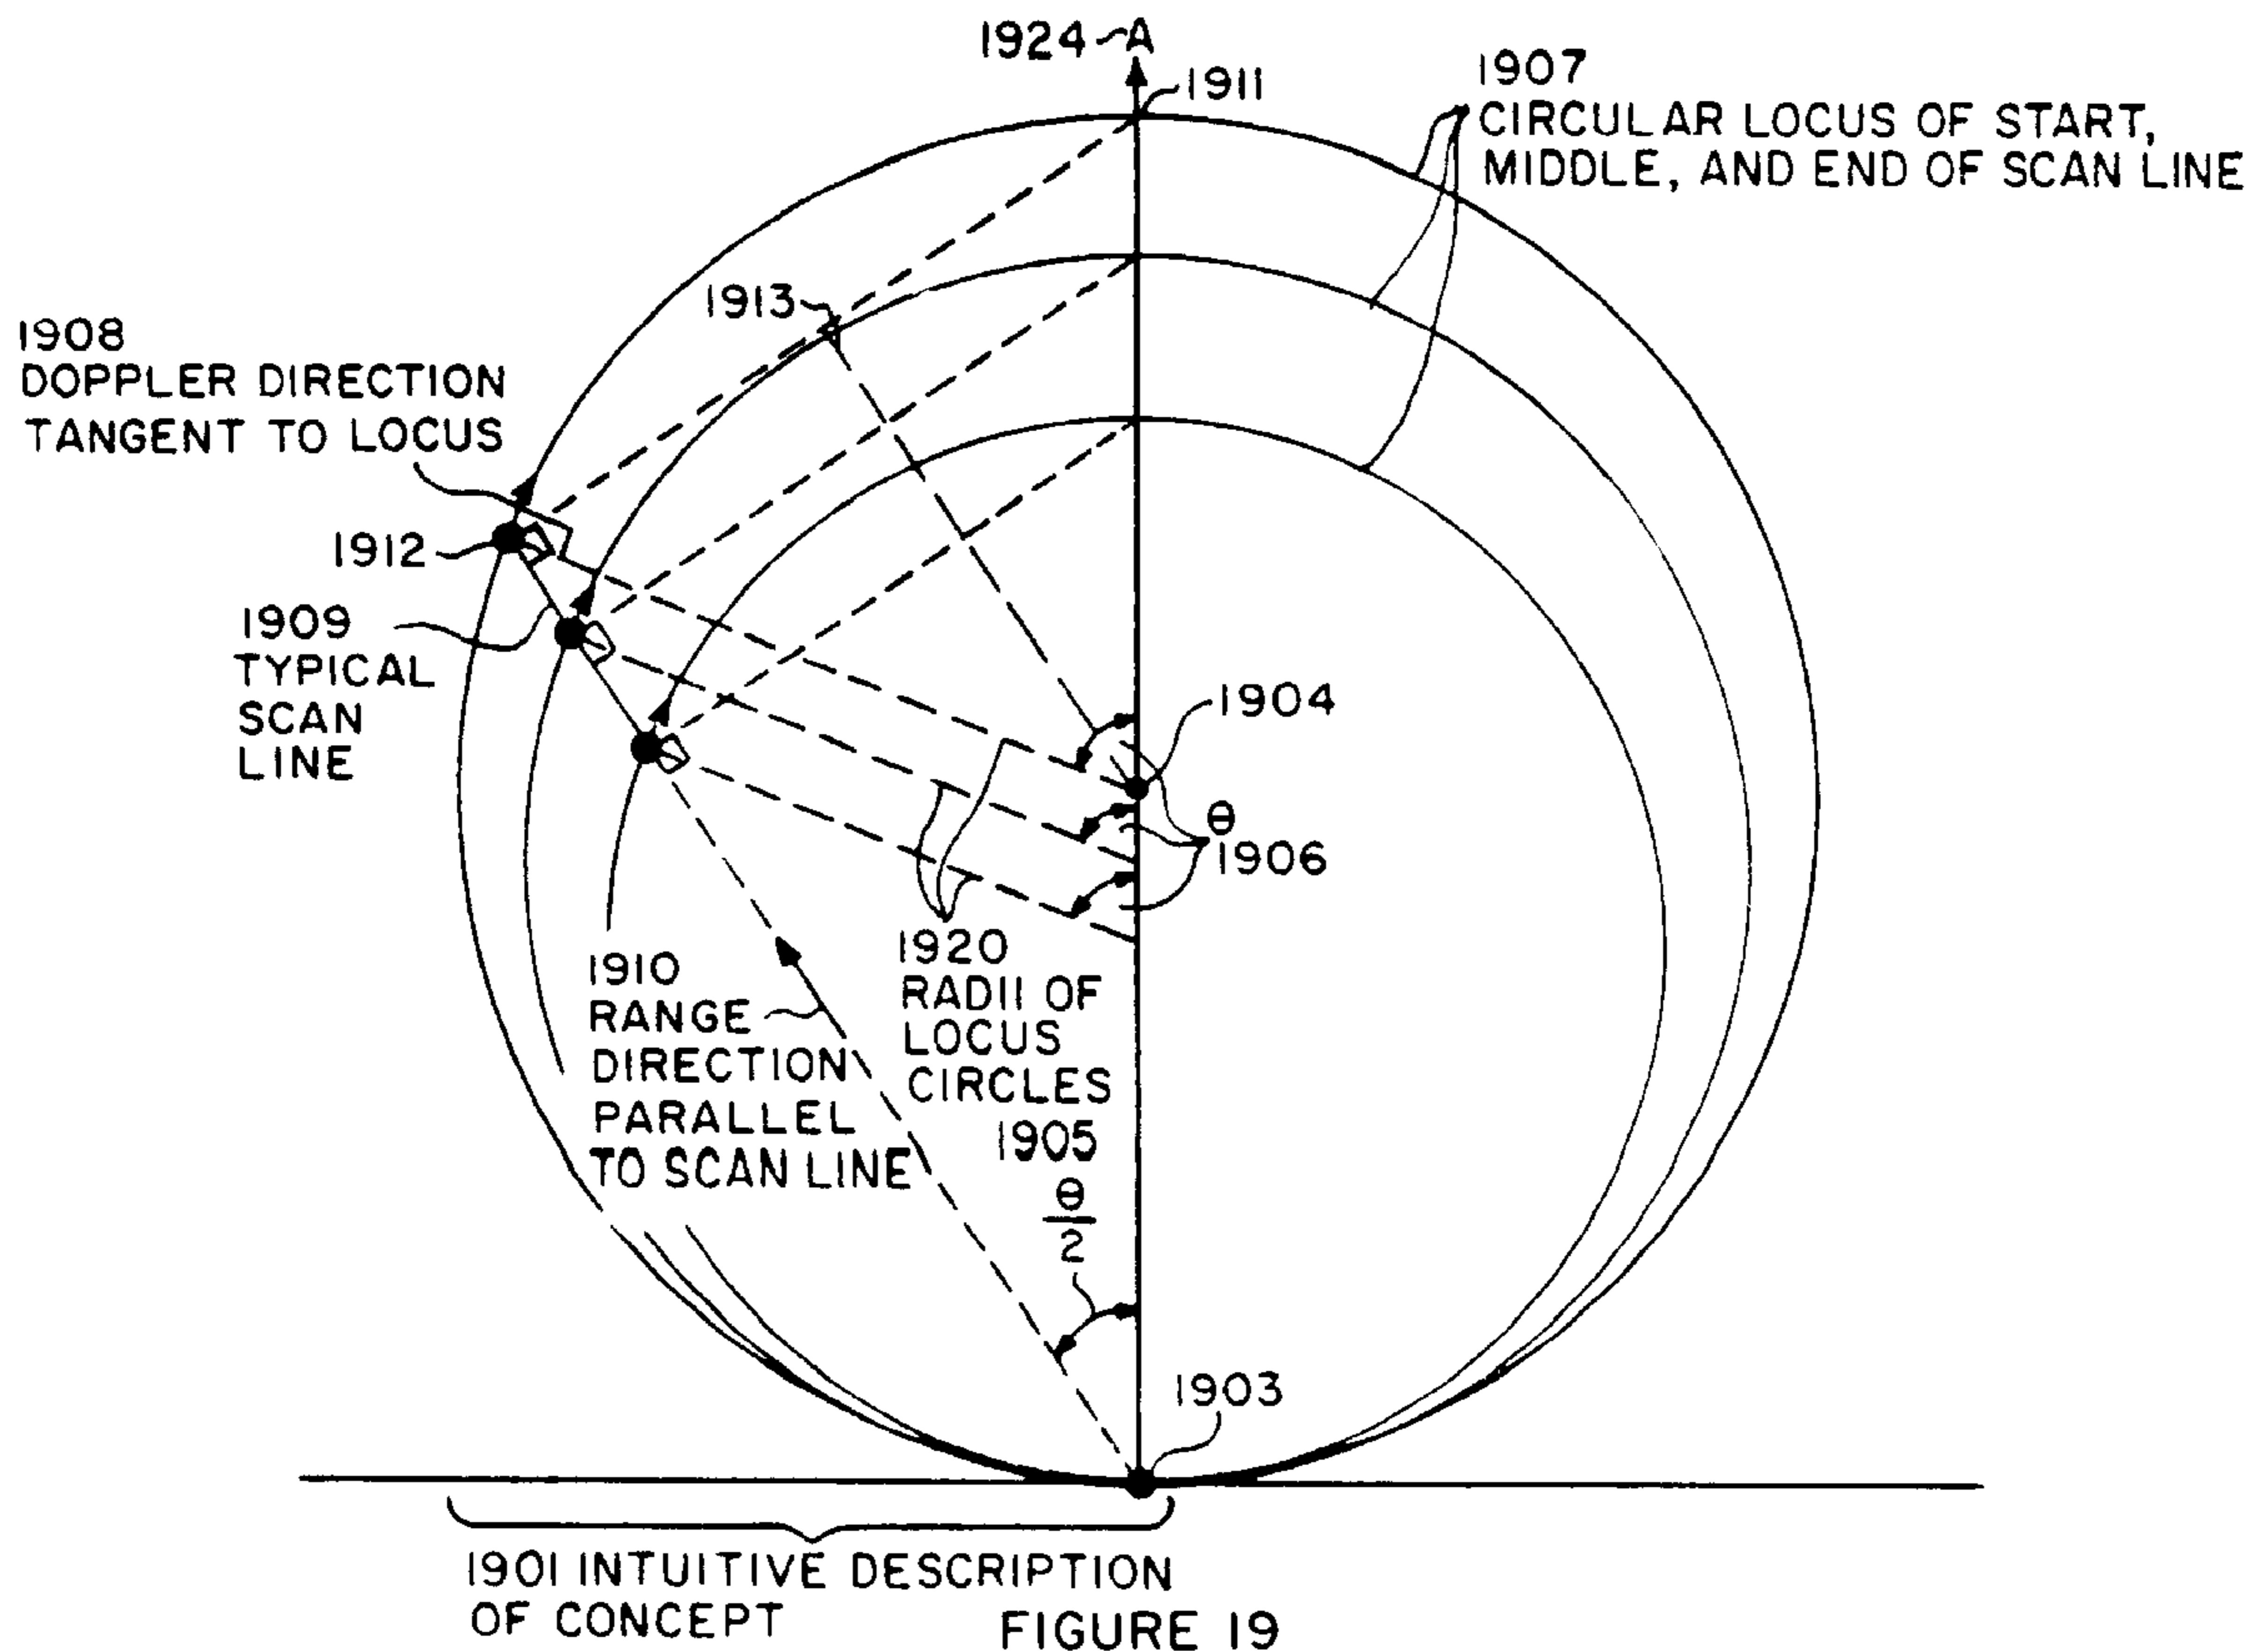 1924 A
1911
1907
CIRCULAR LOCUS OF START,
MIDDLE, AND END OF SCAN LINE
1913
1908
DOPPLER DIRECTION
TANGENT TO LOCUS
1912
1909
TYPICAL
SCAN
LINE
1904
θ
1906
1910
RANGE
DIRECTION
PARALLEL
TO SCAN LINE
1920
RADII OF
LOCUS
CIRCLES
1905
θ
2
1903
1901 INTUITIVE DESCRIPTION
OF CONCEPT
FIGURE 19